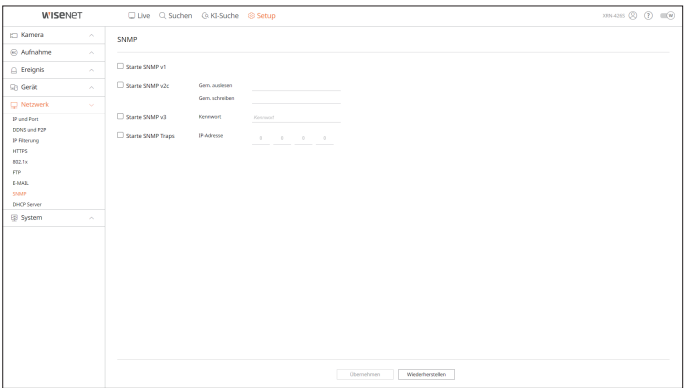 WISENET
Live Suchen KI-Suche Setup
XRN-426S
Kamera
Aufnahme
Ereignis
Gerät
Netzwerk
IP und Port
DDNS und P2P
IP Filterung
HTTPS
802.1x
FTP
E-MAIL
SNMP
DHCP Server
System
SNMP
Starte SNMP v1
Starte SNMP v2c Gem. auslesen
Gem. schreiben
Starte SNMP v3 Kennwort Kennwort
Starte SNMP Traps IP-Adresse 0 0 0 0
Übernehmen Wiederherstellen